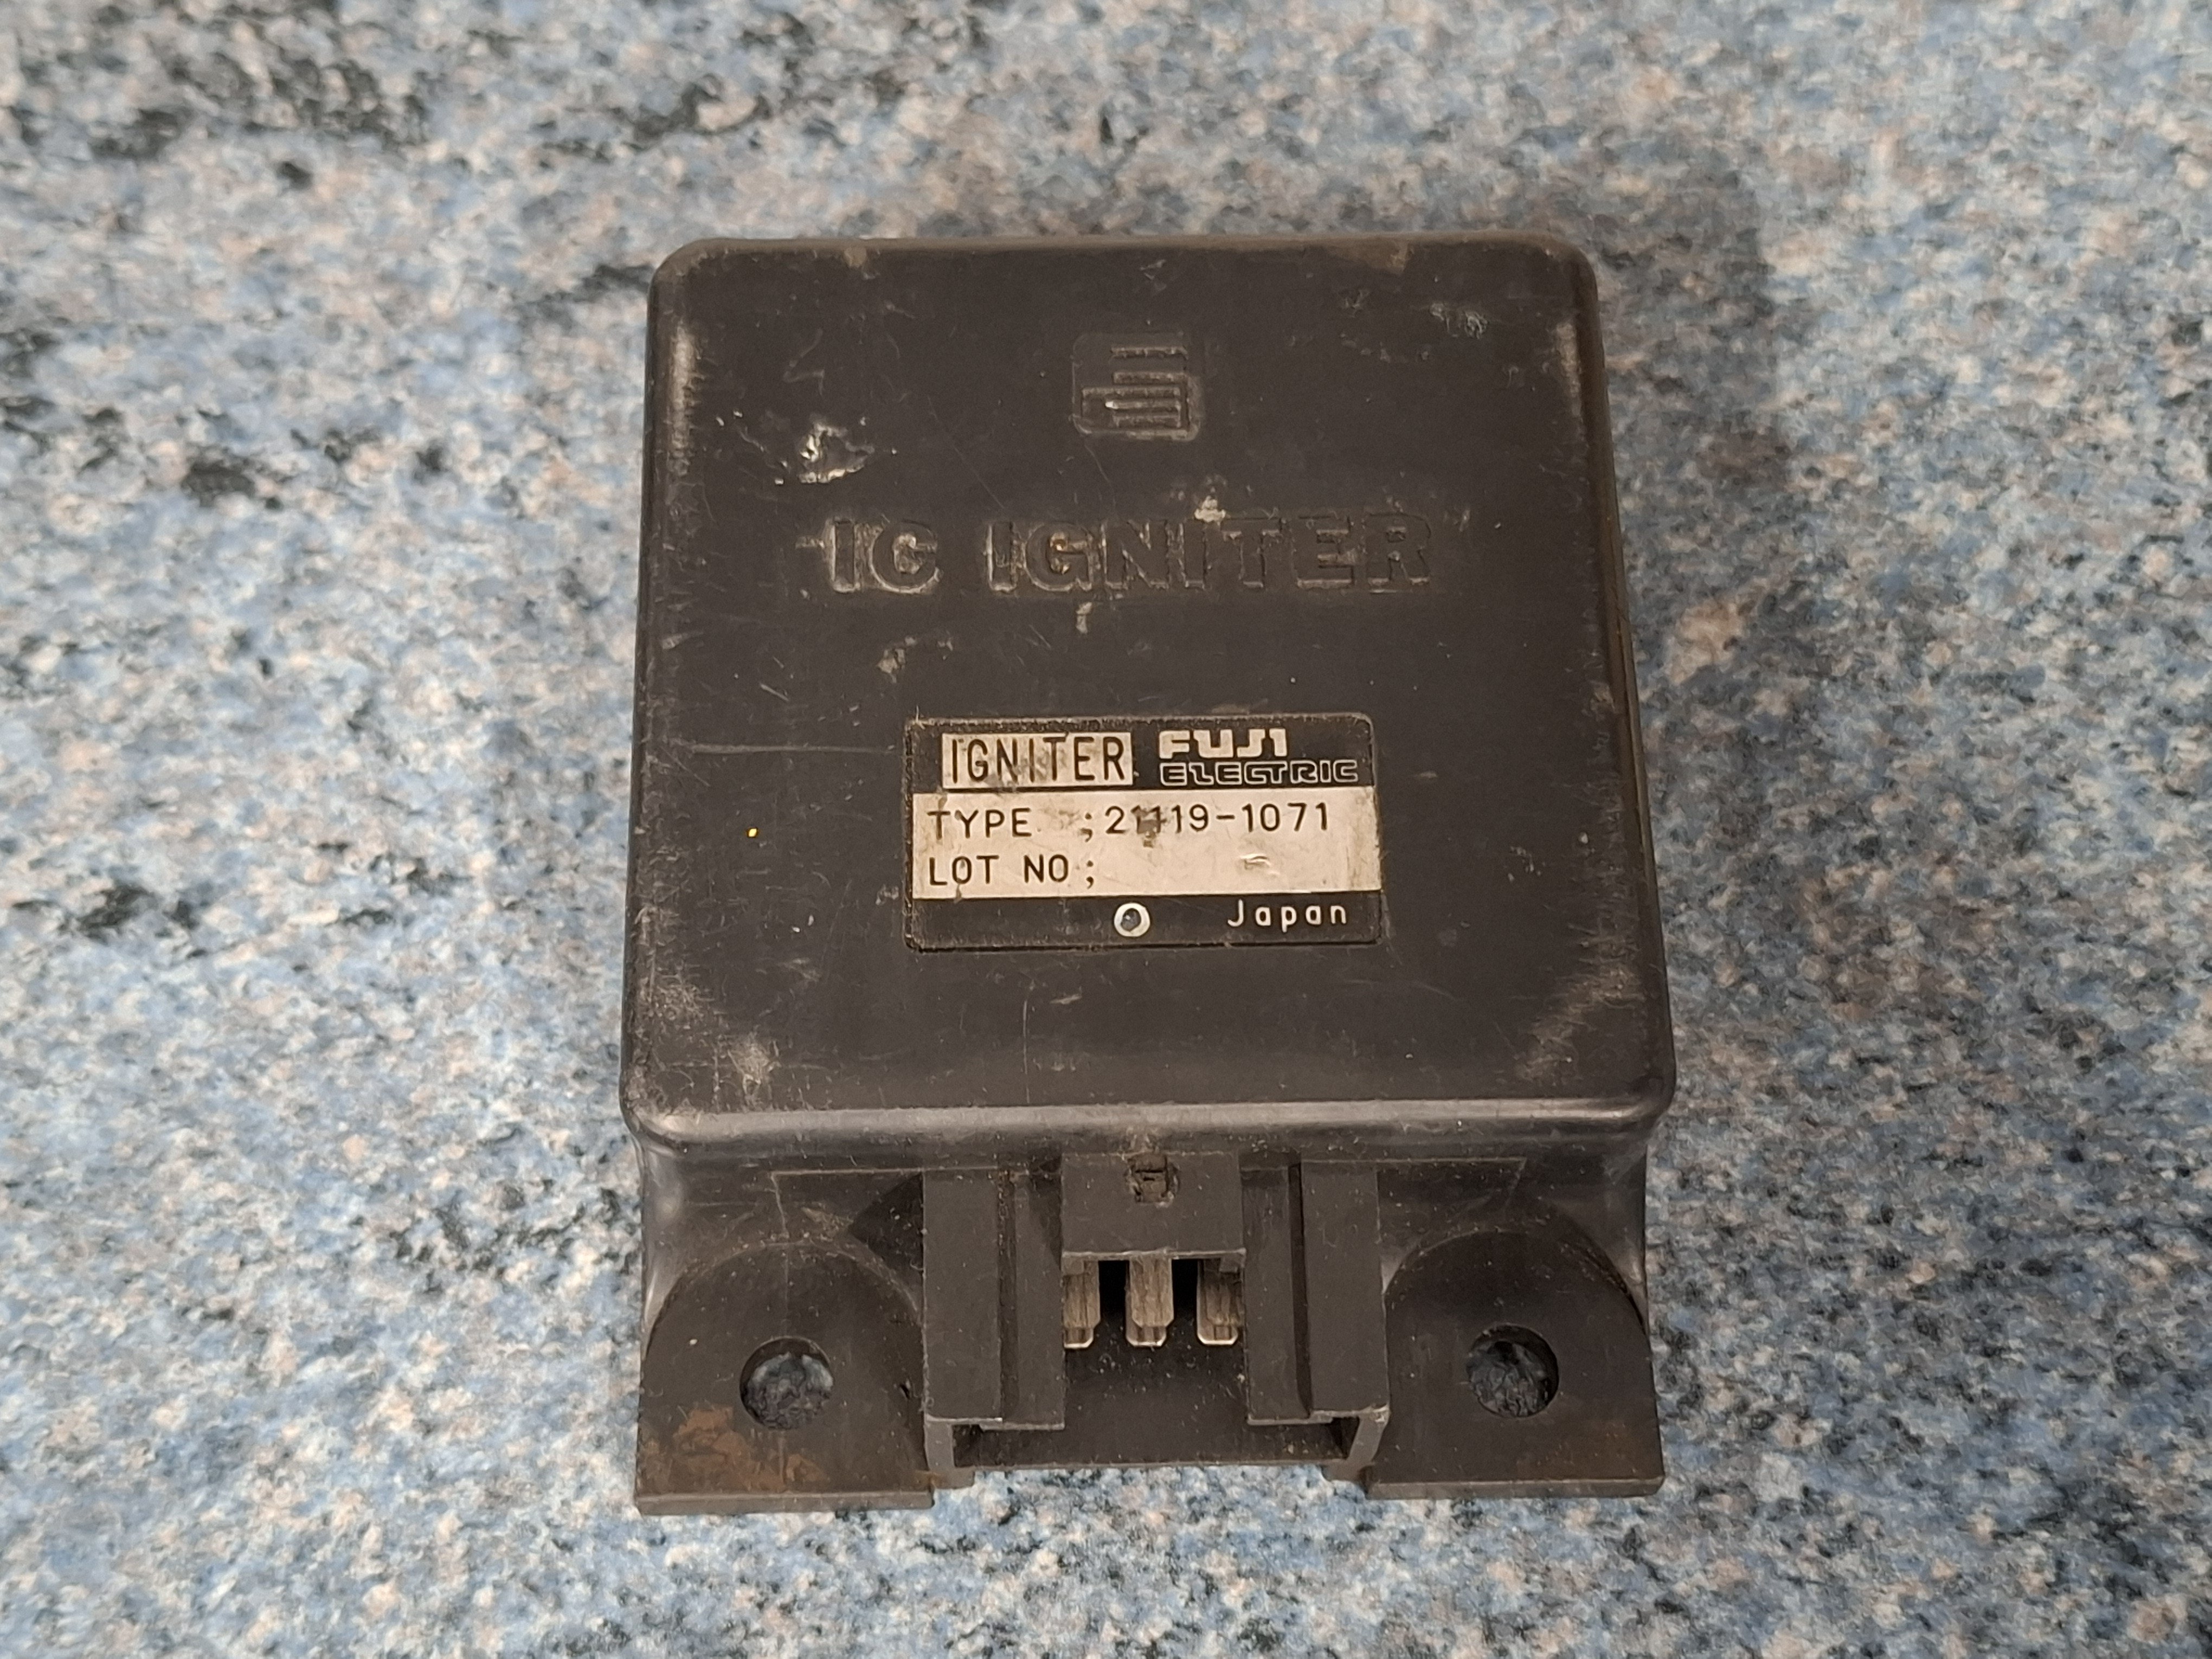 IC IGNITER
IGNITER FUJI
ELECTRIC
TYPE ;21119-1071
LOT NO;
Japan